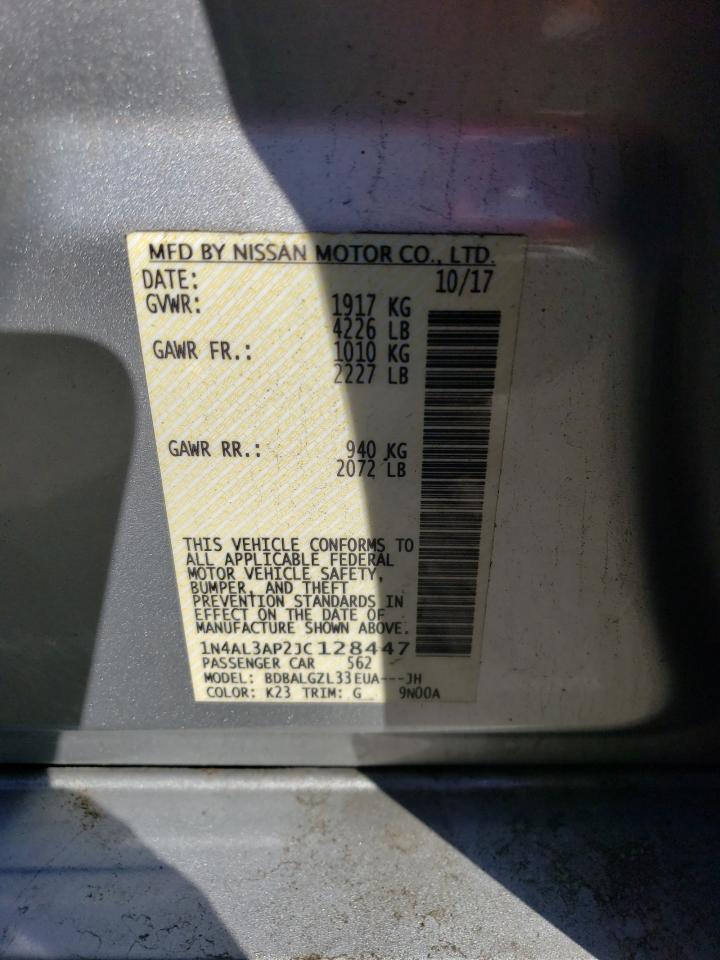 MFD BY NISSAN MOTOR CO., LTD.
DATE: 10/17
GVWR: 1917 KG
4226 LB
GAWR FR.: 1010 KG
2227 LB
GAWR RR.: 940 KG
2072 LB
THIS VEHICLE CONFORMS TO
ALL APPLICABLE FEDERAL
MOTOR VEHICLE SAFETY,
BUMPER, AND THEFT
PREVENTION STANDARDS IN
EFFECT ON THE DATE OF
MANUFACTURE SHOWN ABOVE.
1N4AL3AP2JC128447
PASSENGER CAR 562
MODEL: BDBALGZL33EUA---JH
COLOR: K23 TRIM: G 9N00A